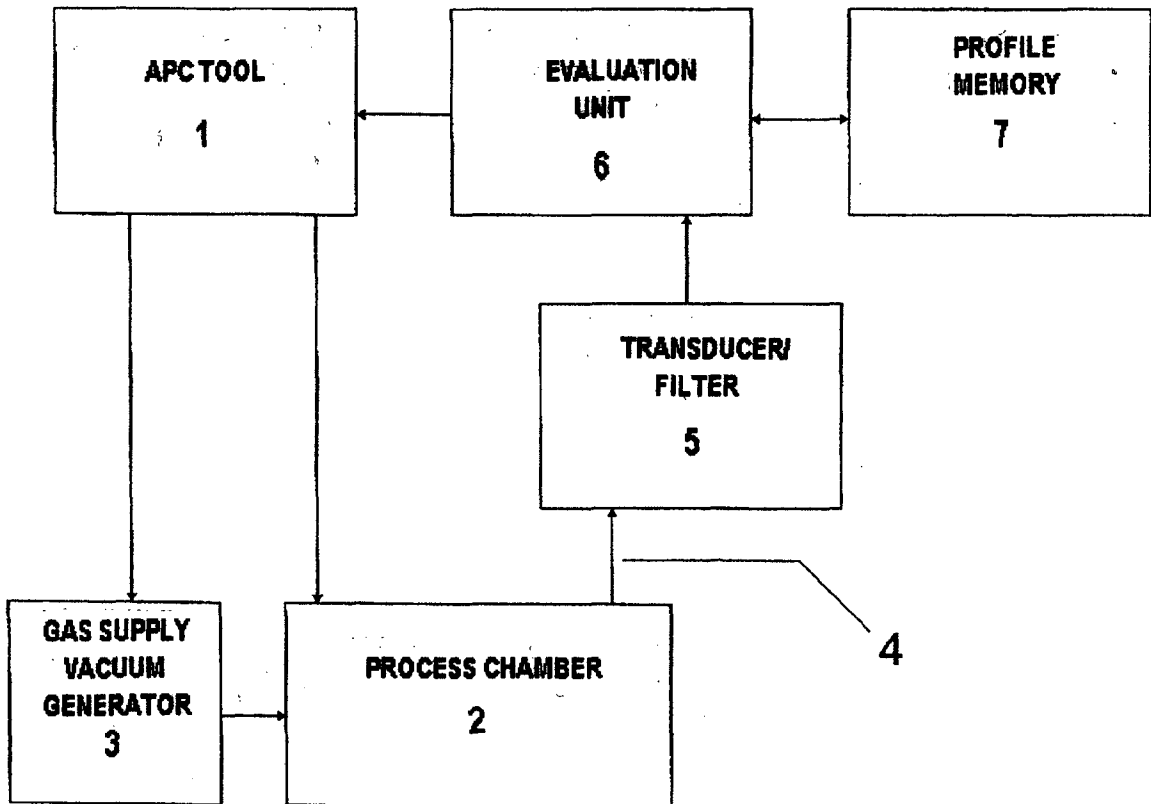 APC TOOL
1
EVALUATION
UNIT
6
PROFILE
MEMORY
7
TRANSDUCER/
FILTER
5
4
GAS SUPPLY
VACUUM
GENERATOR
3
PROCESS CHAMBER
2